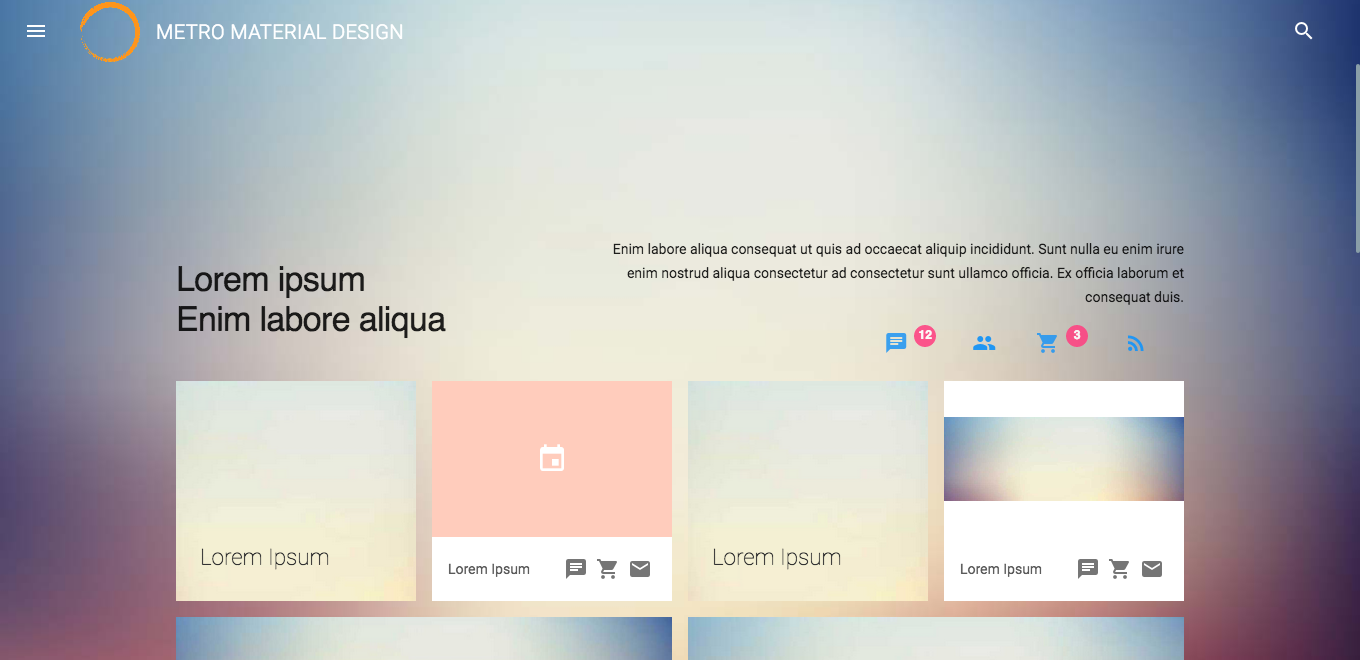 METRO MATERIAL DESIGN
Lorem ipsum
Enim labore aliqua
Enim labore aliqua consequat ut quis ad occaecat aliquip incididunt. Sunt nulla eu enim irure
enim nostrud aliqua consectetur ad consectetur sunt ullamco officia. Ex officia laborum et
consequat duis.
12
3
Lorem Ipsum
Lorem Ipsum
Lorem Ipsum
Lorem Ipsum